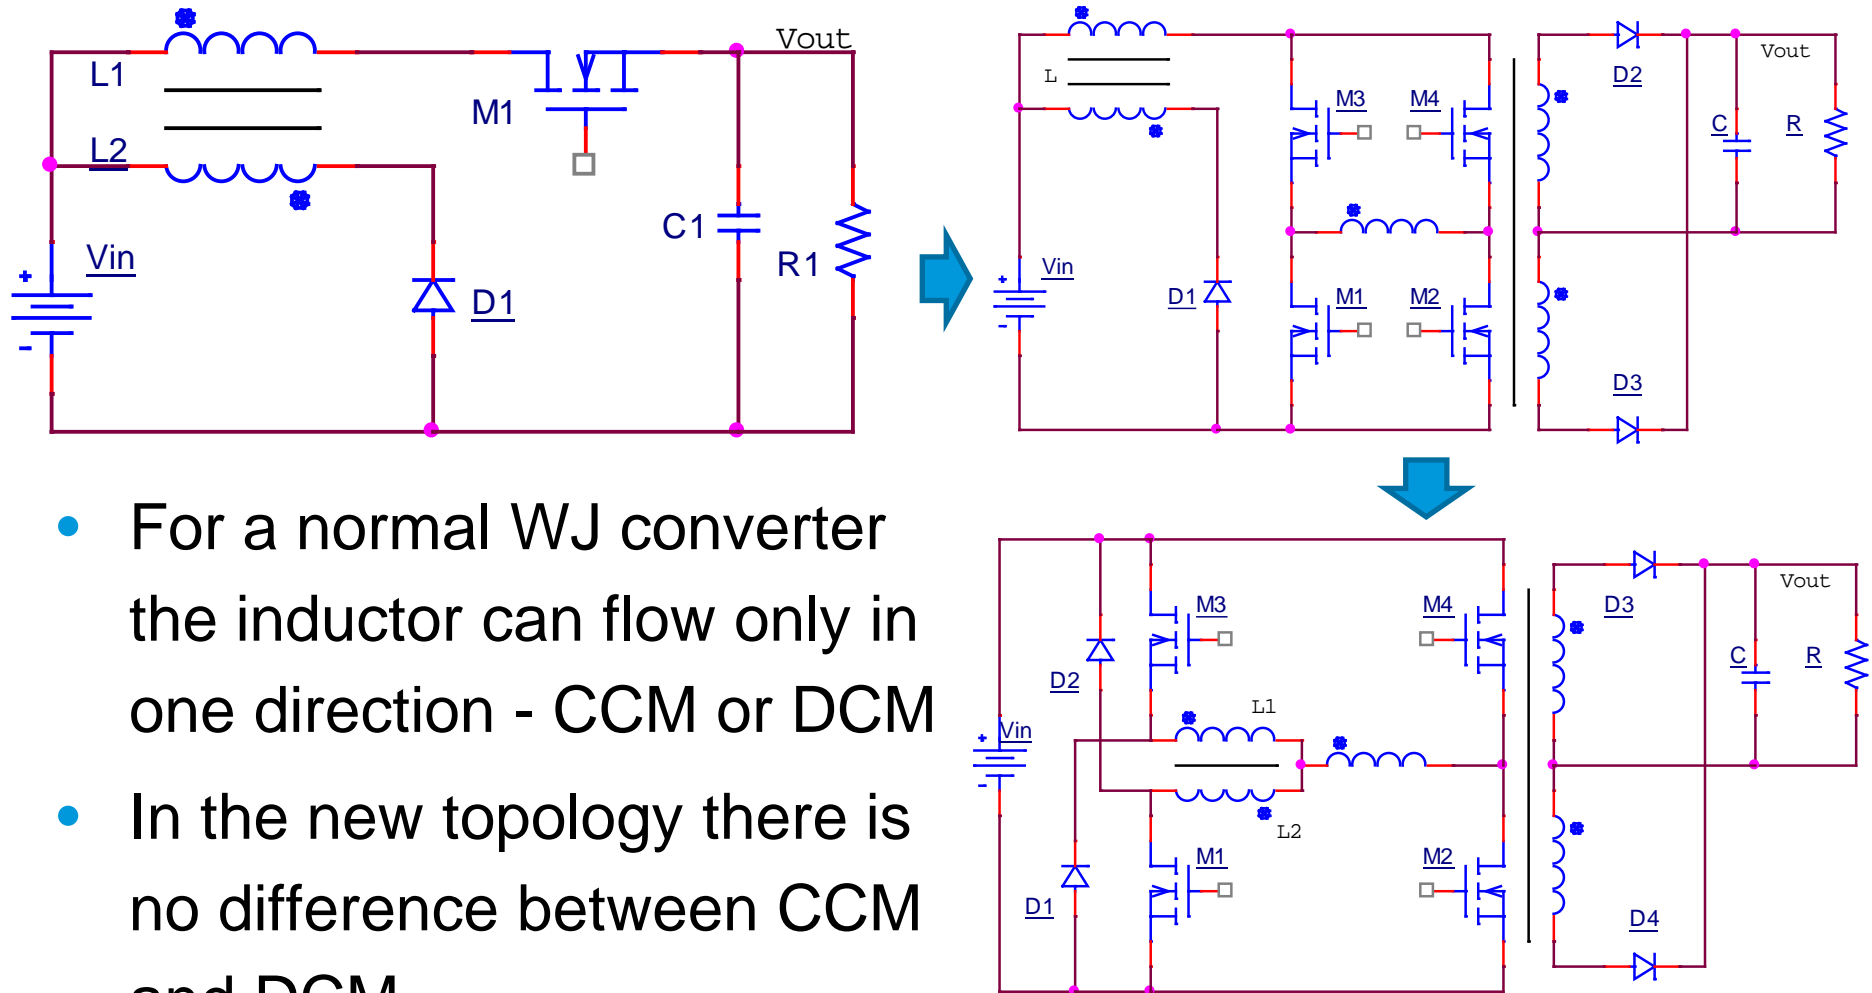 L1
L2
Vin
+
-
M1
D1
C1
R1
Vout
L
Vin
+
-
D1
M3
M4
M1
M2
D2
D3
C
R
Vout
• For a normal WJ converter
the inductor can flow only in
one direction - CCM or DCM
• In the new topology there is
no difference between CCM
and DCM
Vin
+
-
D2
D1
M3
M4
L1
L2
M1
M2
D3
D4
C
R
Vout